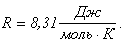 R = 8,31 Дж / моль · К .